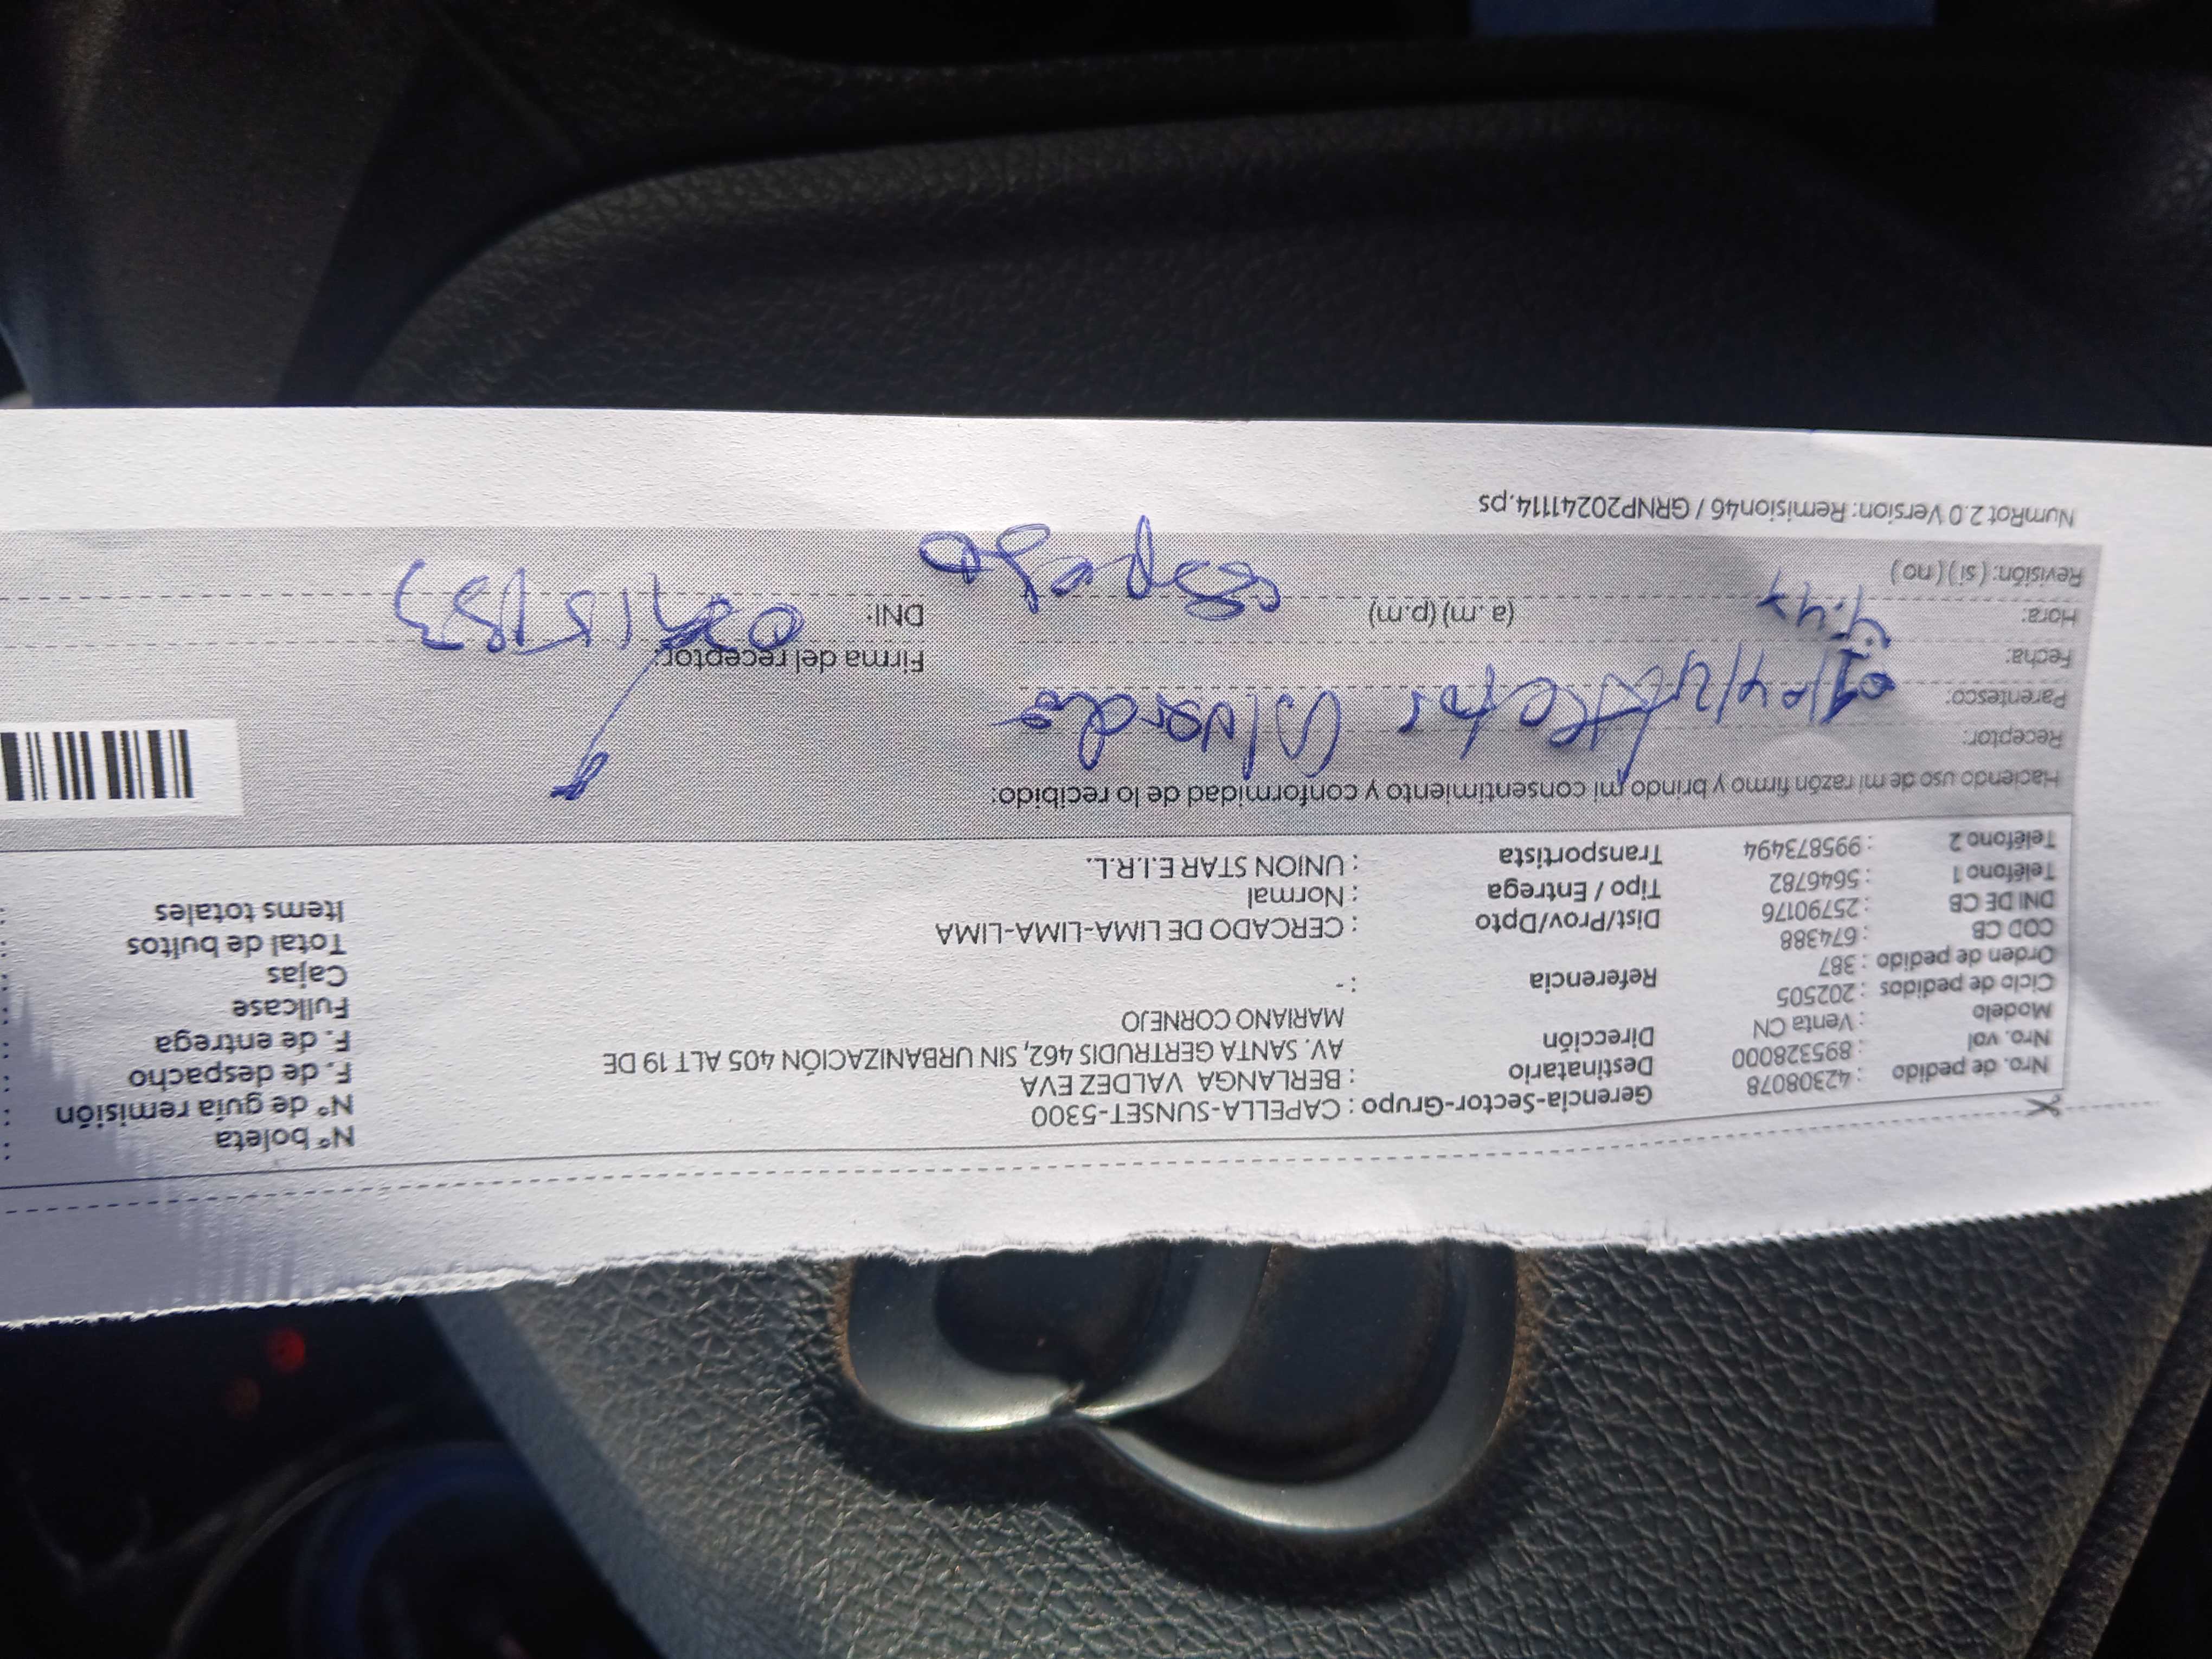 Nro. de pedido : 42308078
Nro. vol : 895328000
Modelo : Venta CN
Ciclo de pedidos : 202505
Orden de pedido : 387
COD CB : 674388
DNI DE CB : 25790176
Teléfono 1 : 5646782
Teléfono 2 : 995873494
Gerencia-Sector-Grupo : CAPELLA-SUNSET-5300
Destinatario : BERLANGA VALDEZ EVA
Dirección AV. SANTA GERTRUDIS 462, SIN URBANIZACIÓN 405 ALT 19 DE
MARIANO CORNEJO
Referencia : -
Dist/Prov/Dpto : CERCADO DE LIMA-LIMA-LIMA
Tipo / Entrega : Normal
Transportista : UNION STAR E.I.R.L.
N° boleta :
N° de guía remisión :
F. de despacho :
F. de entrega :
Fullcase :
Cajas :
Total de bultos :
Items totales :
Haciendo uso de mi razón firmo y brindo mi consentimiento y conformidad de lo recibido:
Receptor:
Parentesco: Hector Valverde
Fecha:
Hora: (a. m) (p.m)
Revisión: ( si ) ( no )
Firma del receptor:
DNI:
NumRot 2.0 Version: Remision46 / GRNP20241114.ps